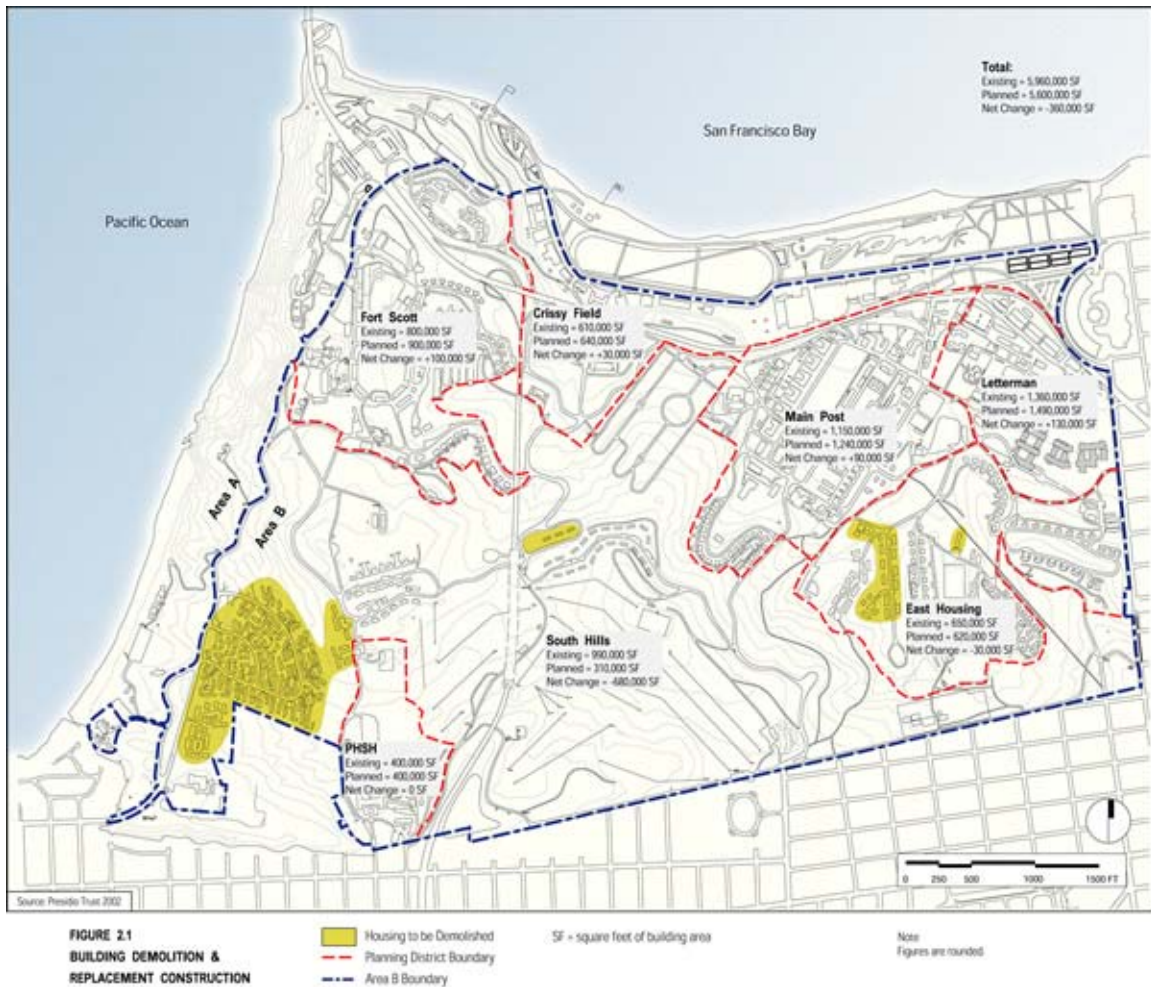 Total:
Existing = 5,960,000 SF
Planned = 5,600,000 SF
Net Change = -360,000 SF
San Francisco Bay
Pacific Ocean
Fort Scott
Existing = 800,000 SF
Planned = 900,000 SF
Net Change = +100,000 SF
Crissy Field
Existing = 610,000 SF
Planned = 640,000 SF
Net Change = +30,000 SF
Letterman
Existing = 1,360,000 SF
Planned = 1,490,000 SF
Net Change = +130,000 SF
Main Post
Existing = 1,150,000 SF
Planned = 1,240,000 SF
Net Change = +90,000 SF
Area A
Area B
East Housing
Existing = 650,000 SF
Planned = 620,000 SF
Net Change = -30,000 SF
South Hills
Existing = 990,000 SF
Planned = 310,000 SF
Net Change = -680,000 SF
PHSH
Existing = 400,000 SF
Planned = 400,000 SF
Net Change = 0 SF
0 250 500 1000 1500 FT
Source: Presidio Trust 2002
FIGURE 2.1
BUILDING DEMOLITION &
REPLACEMENT CONSTRUCTION
Housing to be Demolished
Planning District Boundary
Area B Boundary
SF = square feet of building area
Note
Figures are rounded.